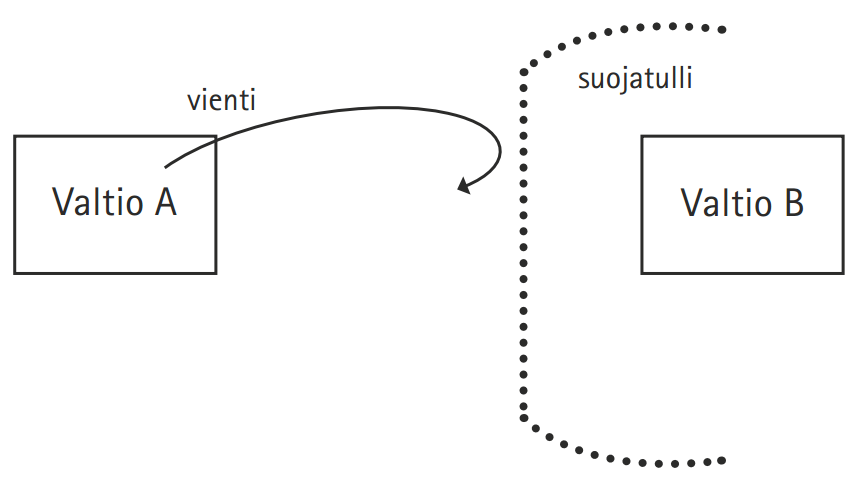 suojatulli
vienti
Valtio A
Valtio B